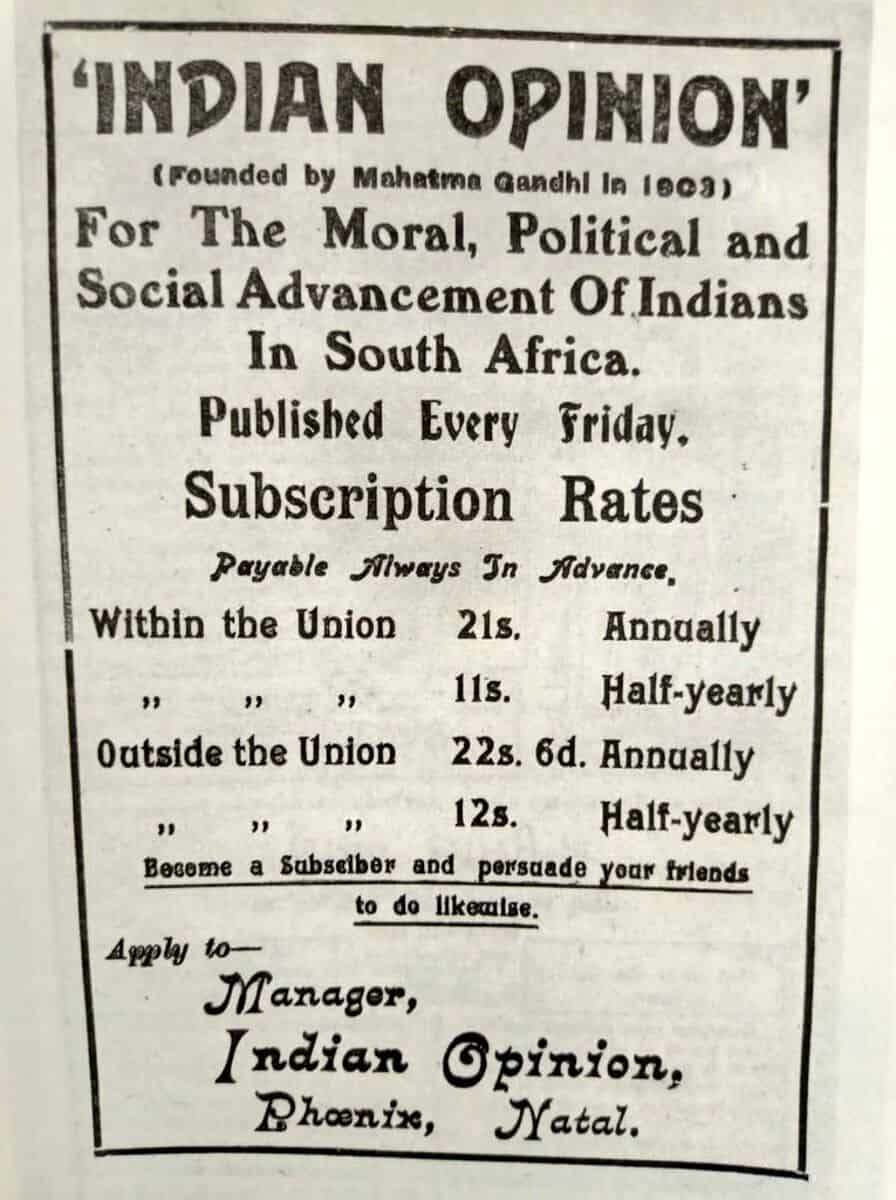 'INDIAN OPINION'
(Founded by Mahatma Gandhi in 1903)
For The Moral, Political and
Social Advancement Of Indians
In South Africa.
Published Every Friday.
Subscription Rates
Payable Always In Advance.
Within the Union 21s. Annually
„ „ „ 11s. Half-yearly
Outside the Union 22s. 6d. Annually
„ „ „ 12s. Half-yearly
Become a Subsciber and persuade your friends
to do likewise.
Apply to—
Manager,
Indian Opinion,
Phœnix, Natal.